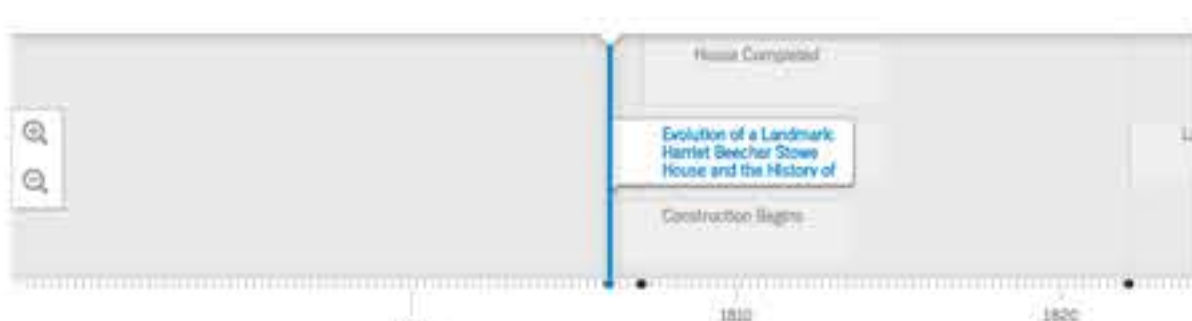 House Completed
Evolution of a Landmark:
Harriet Beecher Stowe
House and the History of
Construction Begins
1810
1820